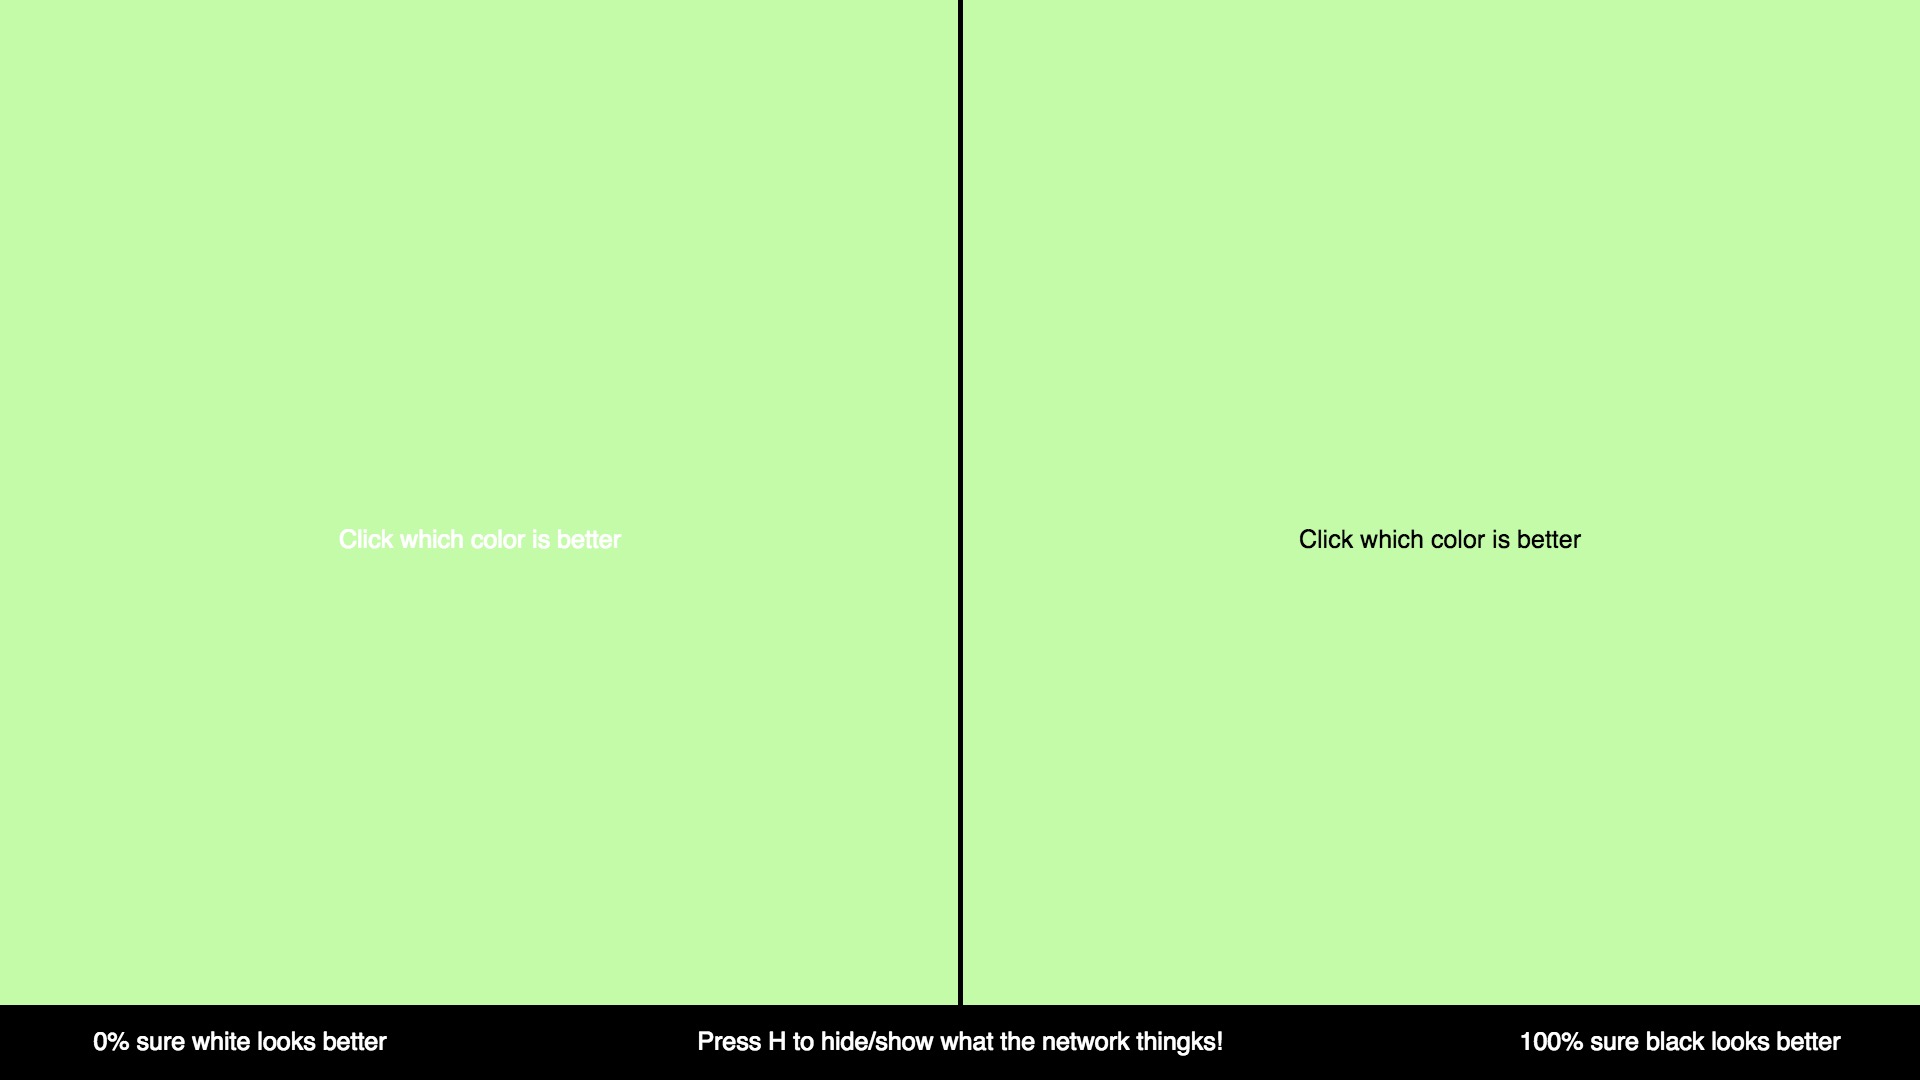 Click which color is better
Click which color is better
0% sure white looks better
Press H to hide/show what the network thingks!
100% sure black looks better